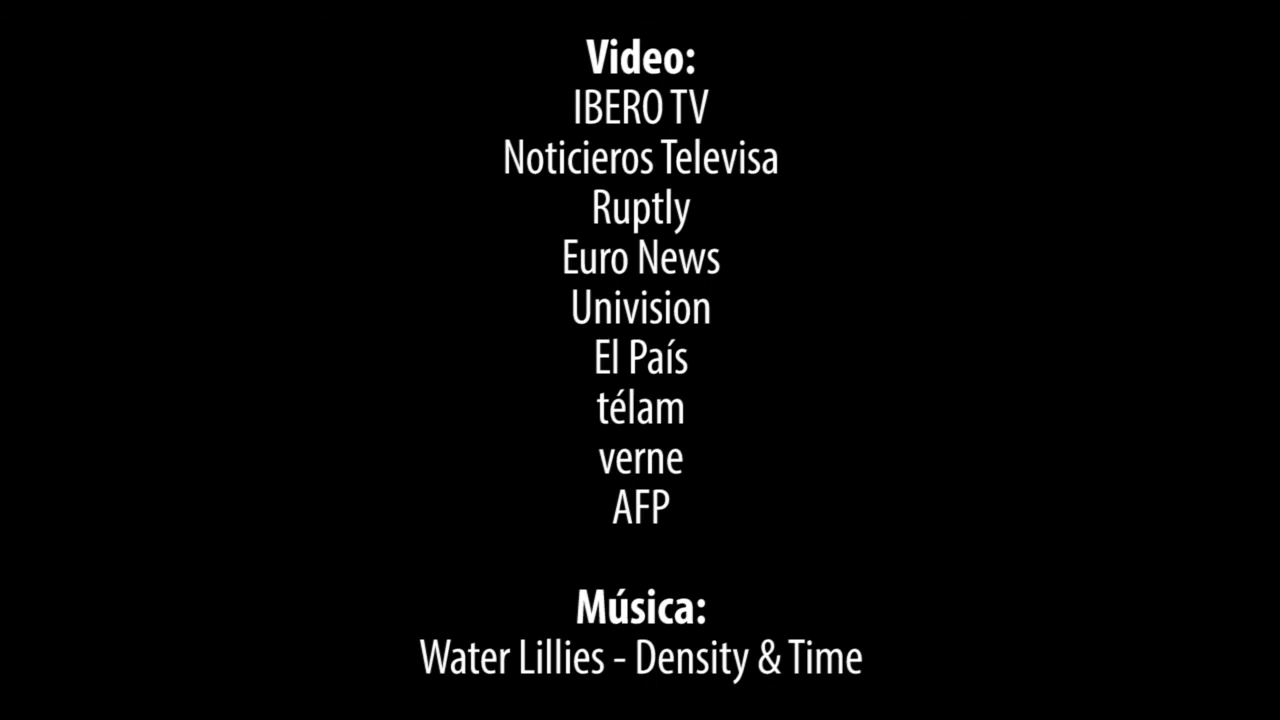 Video:
IBERO TV
Noticieros Televisa
Ruptly
Euro News
Univision
El País
télam
verne
AFP
Música:
Water Lillies - Density & Time